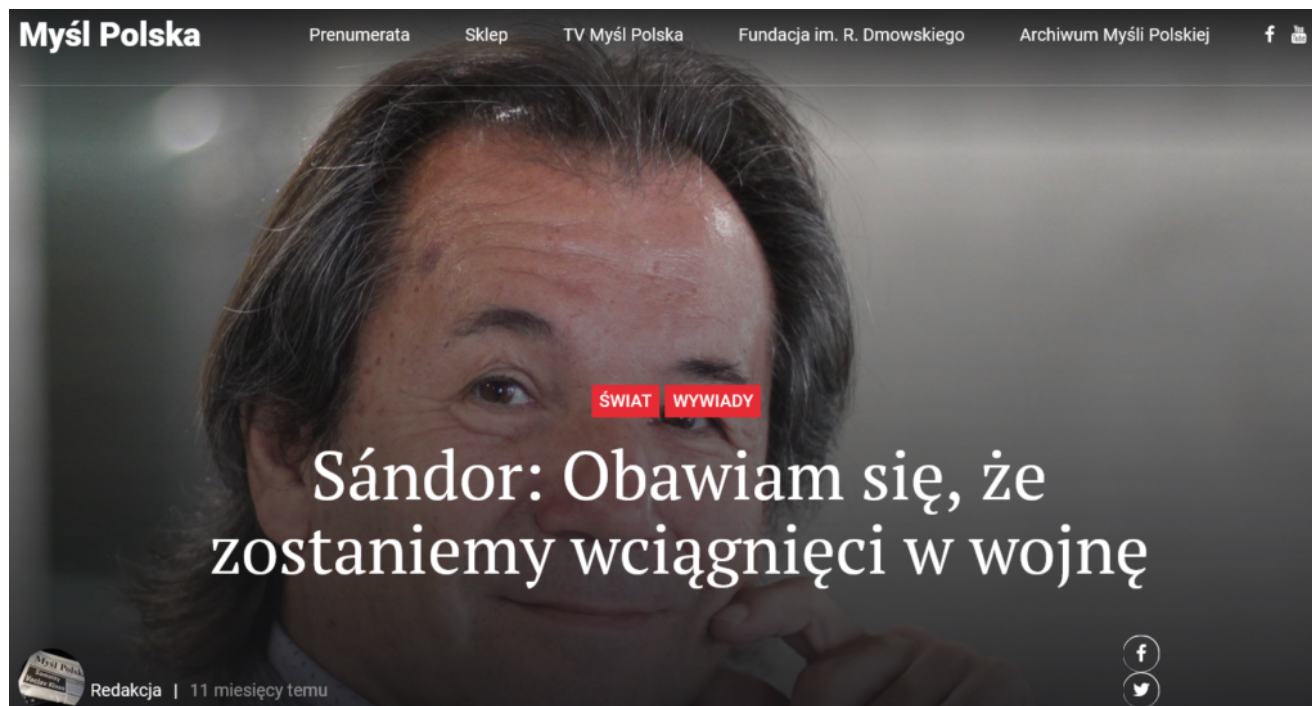 Myśl Polska
Prenumerata Sklep TV Myśl Polska Fundacja im. R. Dmowskiego Archiwum Myśli Polskiej
ŚWIAT WYWIADY
Sándor: Obawiam się, że
zostaniemy wciągnięci w wojnę
Redakcja | 11 miesięcy temu